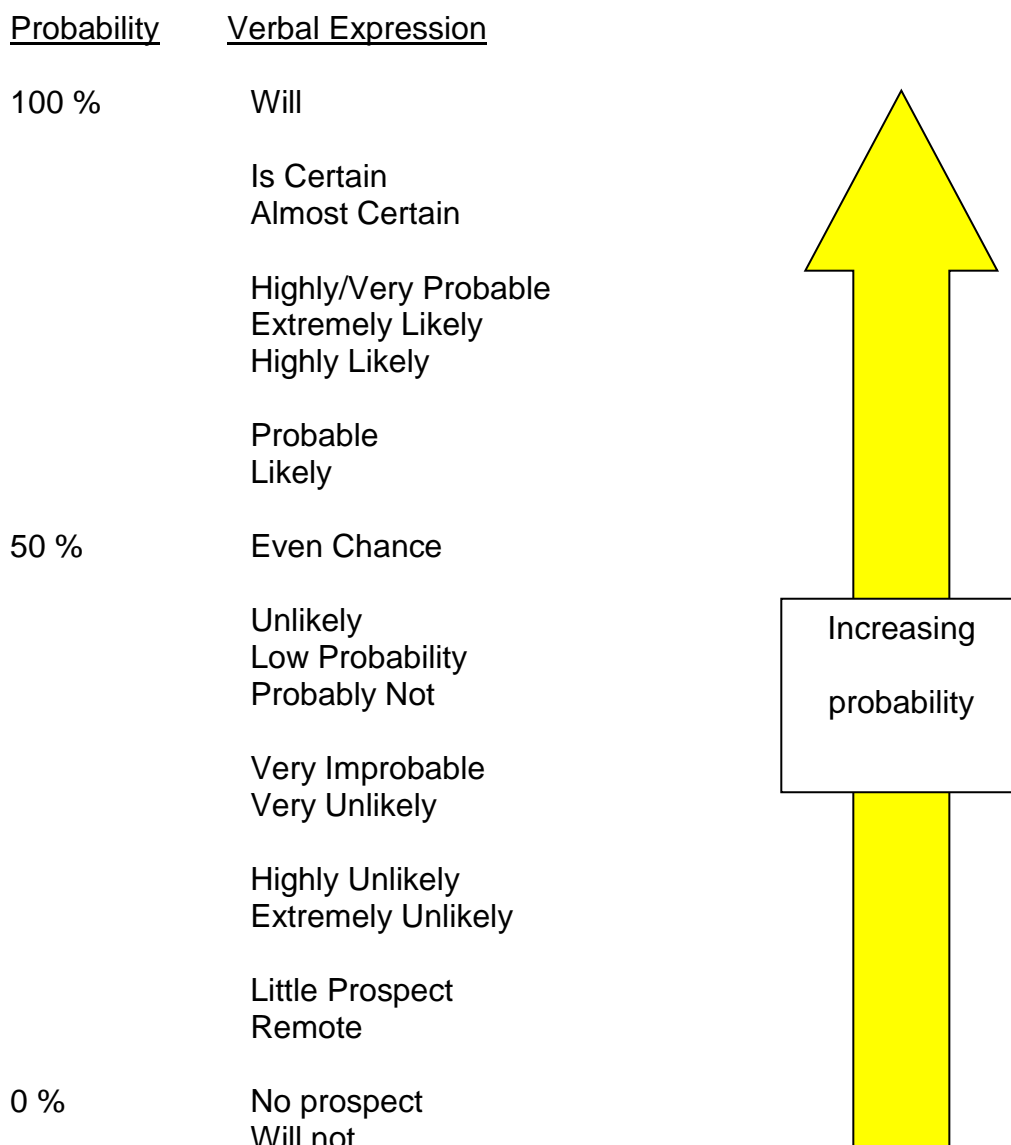 Probability Verbal Expression
100 % Will
Is Certain
Almost Certain
Highly/Very Probable
Extremely Likely
Highly Likely
Probable
Likely
50 % Even Chance
Unlikely
Low Probability
Probably Not
Very Improbable
Very Unlikely
Highly Unlikely
Extremely Unlikely
Little Prospect
Remote
0 % No prospect
Will not
Increasing
probability